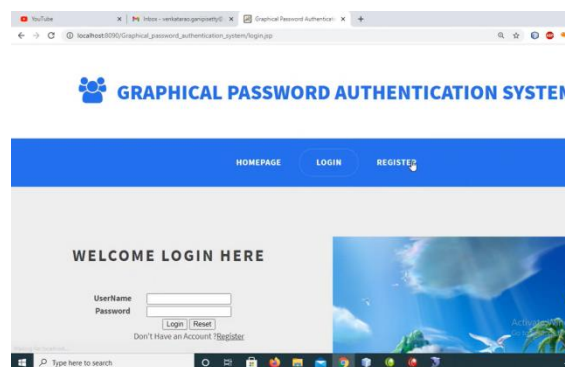 YouTube
Inbox - venkatarao.gampisetty@
Graphical Password Authenticati
localhost:8090/Graphical_password_authentication_system/login.jsp
GRAPHICAL PASSWORD AUTHENTICATION SYSTEM
HOMEPAGE LOGIN REGISTER
WELCOME LOGIN HERE
UserName
Password
Login Reset
Don't Have an Account ?Register
Type here to search